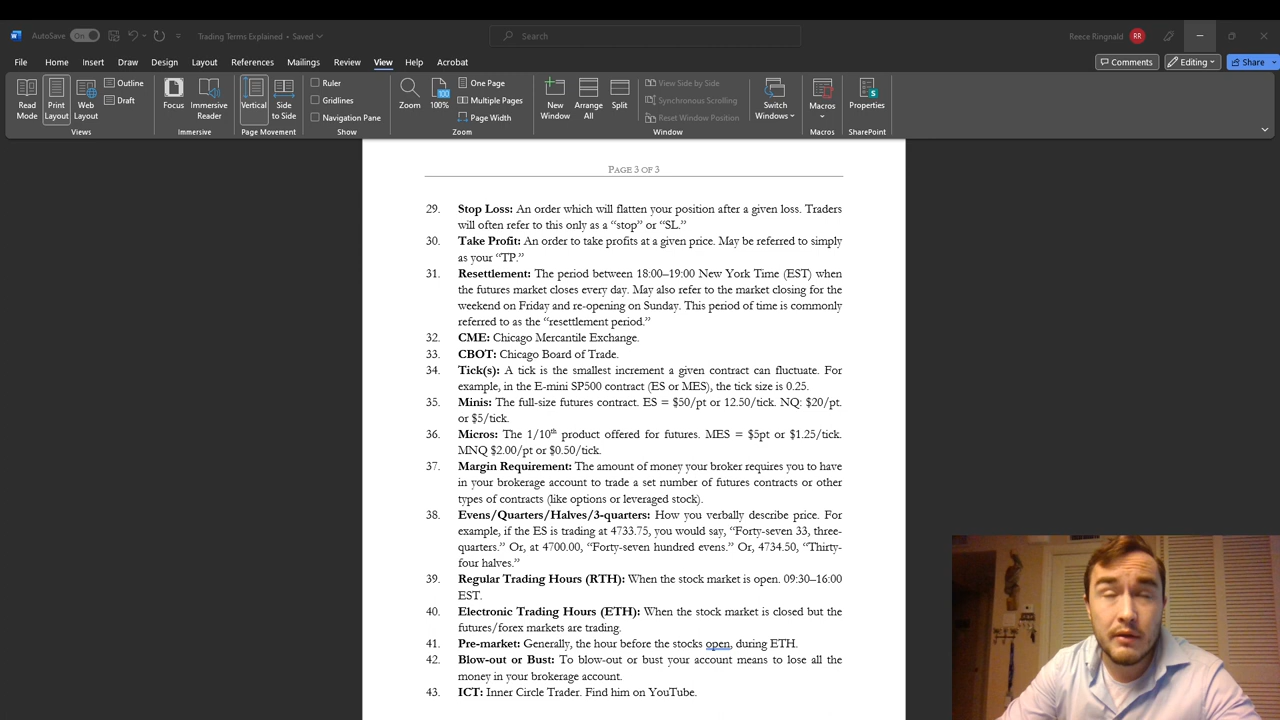 AutoSave On Trading Terms Explained • Saved Search Reece Ringnald RR
File Home Insert Draw Design Layout References Mailings Review View Help Acrobat Comments Editing Share
Read Mode
Print Layout
Web Layout
Outline
Draft
Views
Focus
Immersive Reader
Immersive
Vertical
Side to Side
Page Movement
Ruler
Gridlines
Navigation Pane
Show
Zoom
100
100%
One Page
Multiple Pages
Page Width
Zoom
New Window
Arrange All
Split
View Side by Side
Synchronous Scrolling
Reset Window Position
Window
Switch Windows
Macros
Macros
Properties
SharePoint
PAGE 3 OF 3
29. Stop Loss: An order which will flatten your position after a given loss. Traders
will often refer to this only as a “stop” or “SL.”
30. Take Profit: An order to take profits at a given price. May be referred to simply
as your “TP.”
31. Resettlement: The period between 18:00–19:00 New York Time (EST) when
the futures market closes every day. May also refer to the market closing for the
weekend on Friday and re-opening on Sunday. This period of time is commonly
referred to as the “resettlement period.”
32. CME: Chicago Mercantile Exchange.
33. CBOT: Chicago Board of Trade.
34. Tick(s): A tick is the smallest increment a given contract can fluctuate. For
example, in the E-mini SP500 contract (ES or MES), the tick size is 0.25.
35. Minis: The full-size futures contract. ES = $50/pt or 12.50/tick. NQ: $20/pt.
or $5/tick.
36. Micros: The 1/10th product offered for futures. MES = $5pt or $1.25/tick.
MNQ $2.00/pt or $0.50/tick.
37. Margin Requirement: The amount of money your broker requires you to have
in your brokerage account to trade a set number of futures contracts or other
types of contracts (like options or leveraged stock).
38. Evens/Quarters/Halves/3-quarters: How you verbally describe price. For
example, if the ES is trading at 4733.75, you would say, “Forty-seven 33, three-
quarters.” Or, at 4700.00, “Forty-seven hundred evens.” Or, 4734.50, “Thirty-
four halves.”
39. Regular Trading Hours (RTH): When the stock market is open. 09:30–16:00
EST.
40. Electronic Trading Hours (ETH): When the stock market is closed but the
futures/forex markets are trading.
41. Pre-market: Generally, the hour before the stocks open, during ETH.
42. Blow-out or Bust: To blow-out or bust your account means to lose all the
money in your brokerage account.
43. ICT: Inner Circle Trader. Find him on YouTube.